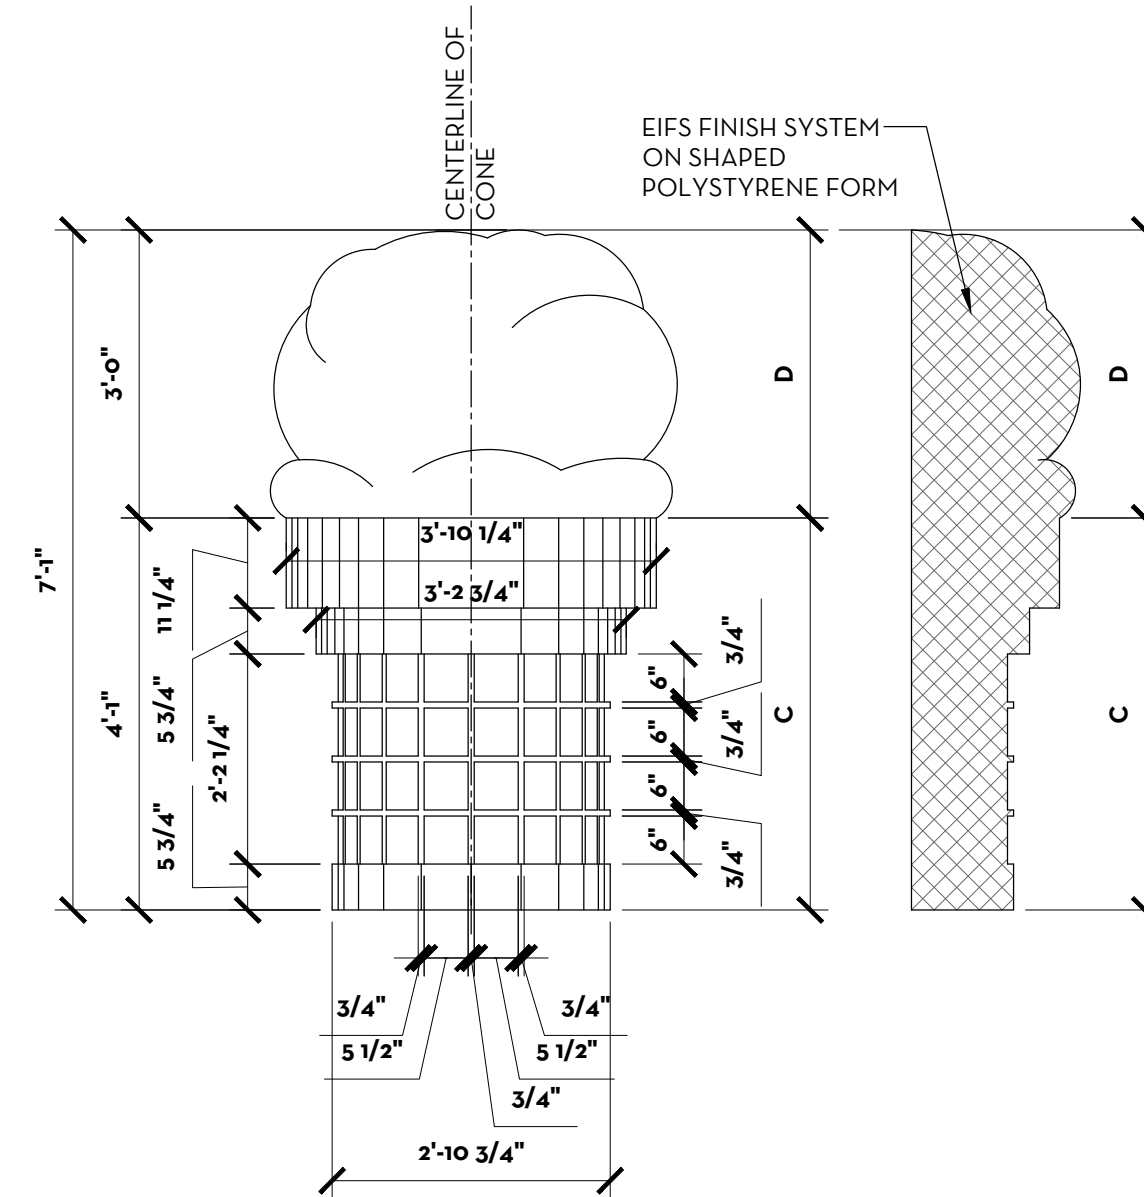 CENTERLINE OF
CONE
EIFS FINISH SYSTEM
ON SHAPED
POLYSTYRENE FORM
7'-1"
3'-0"
4'-1"
11 1/4"
5 3/4"
2'-2 1/4"
5 3/4"
3'-10 1/4"
3'-2 3/4"
6"
6"
6"
6"
3/4"
3/4"
3/4"
D
C
D
C
3/4"
3/4"
5 1/2"
5 1/2"
3/4"
2'-10 3/4"